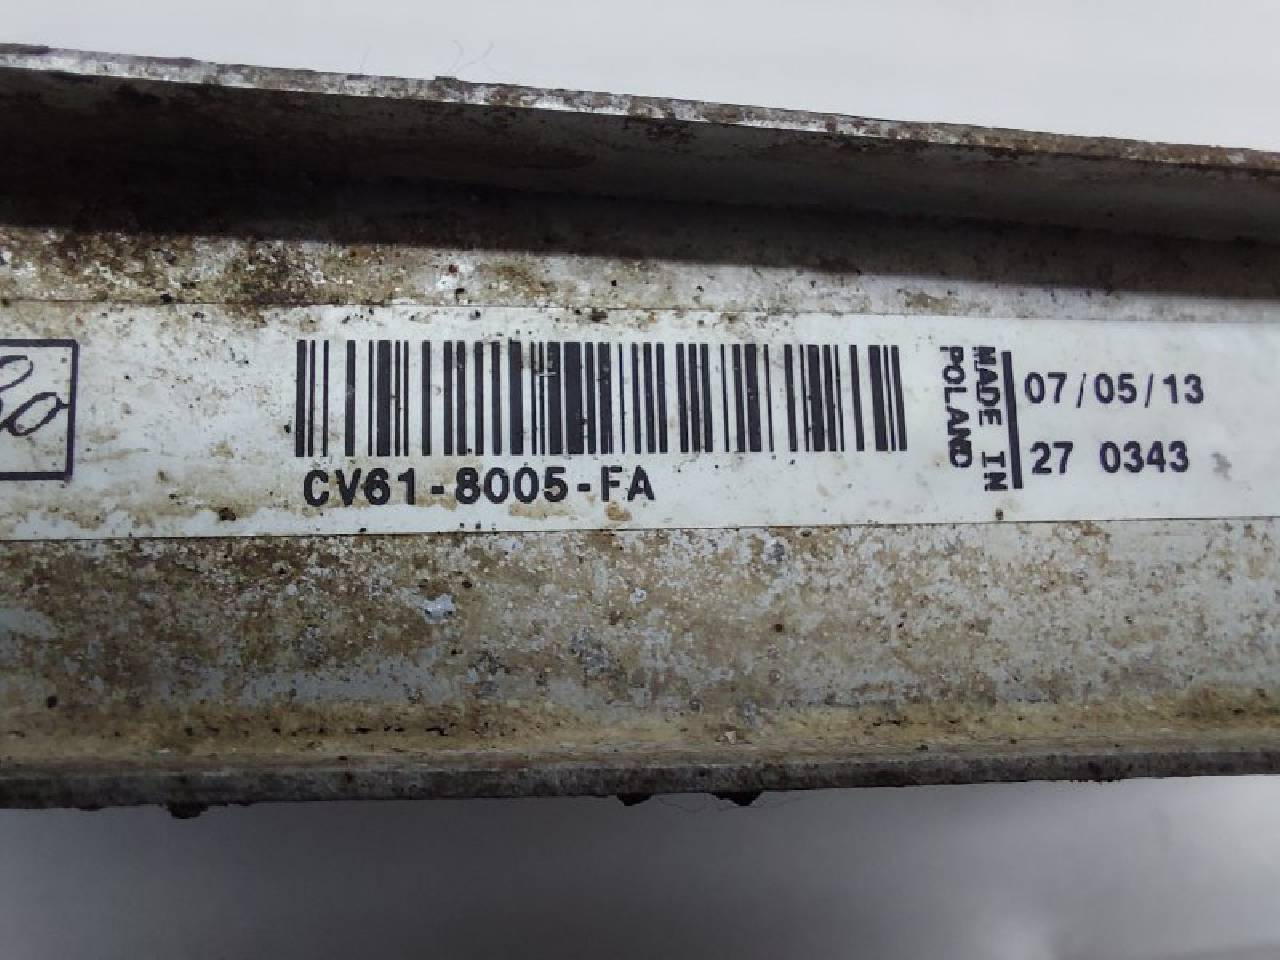 CV61-8005-FA
MADE IN
POLAND
07/05/13
27 0343